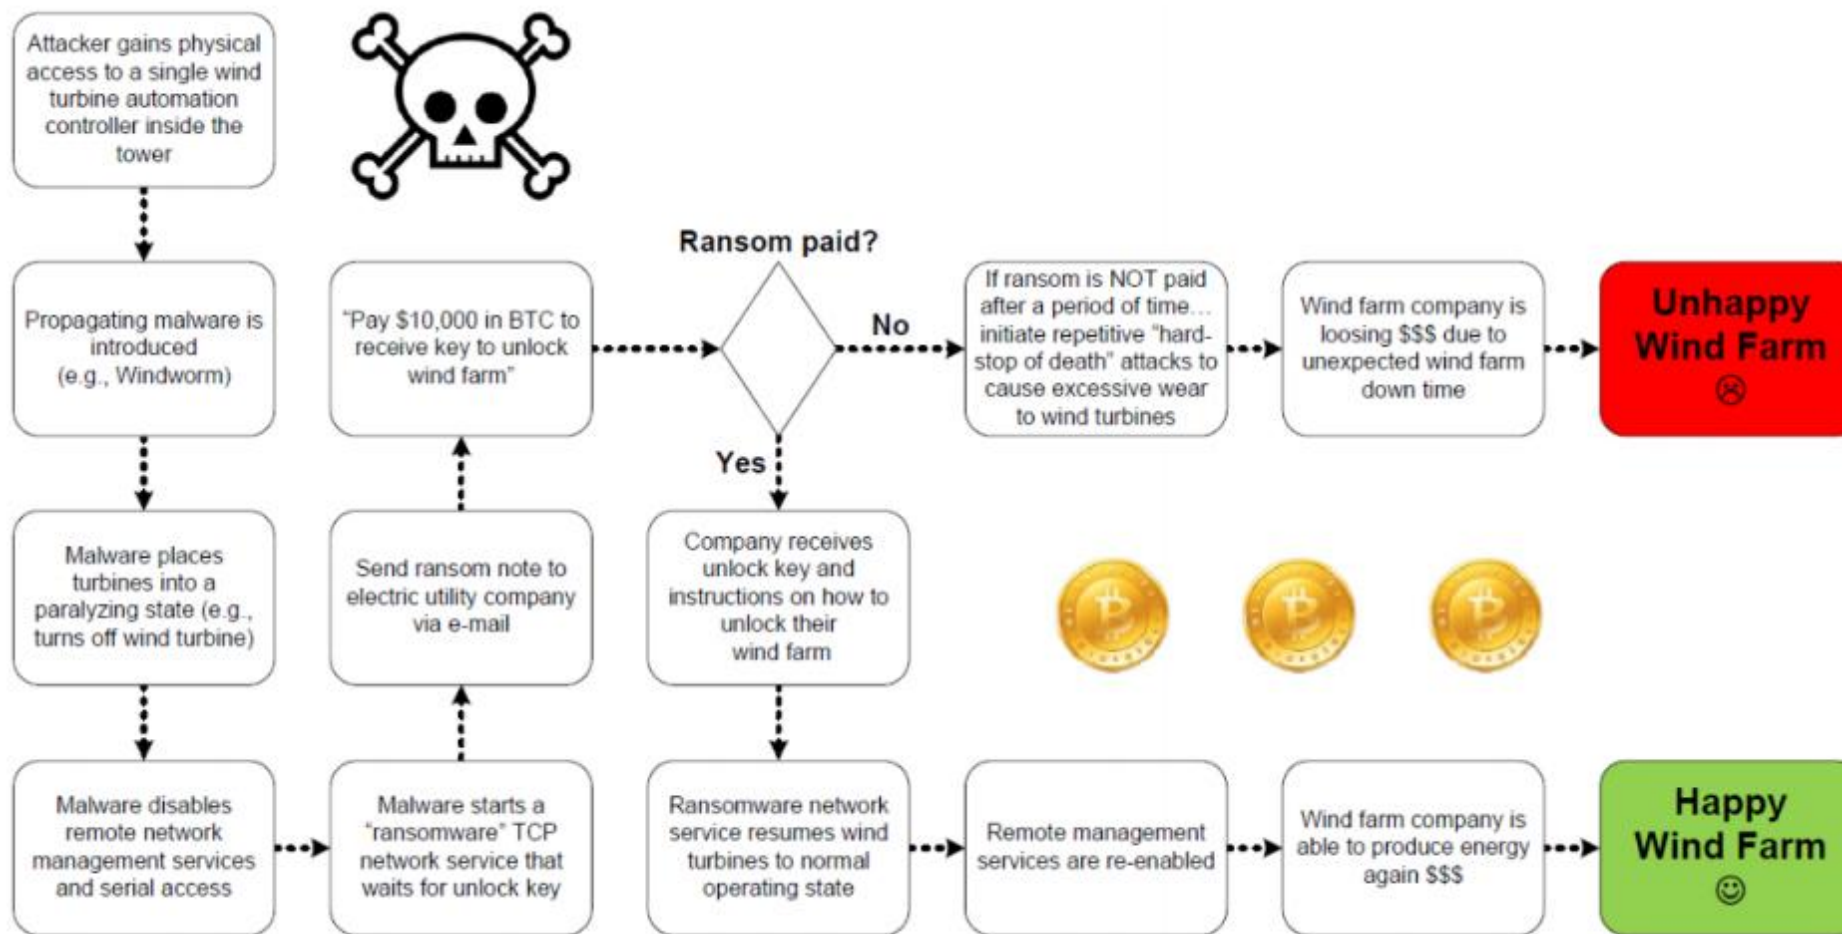 Attacker gains physical
access to a single wind
turbine automation
controller inside the
tower
Propagating malware is
introduced
(e.g., Windworm)
Malware places
turbines into a
paralyzing state (e.g.,
turns off wind turbine)
Malware disables
remote network
management services
and serial access
Malware starts a
“ransomware” TCP
network service that
waits for unlock key
Send ransom note to
electric utility company
via e-mail
“Pay $10,000 in BTC to
receive key to unlock
wind farm”
Ransom paid?
No
If ransom is NOT paid
after a period of time…
initiate repetitive “hard-
stop of death” attacks to
cause excessive wear
to wind turbines
Wind farm company is
loosing $$$ due to
unexpected wind farm
down time
Unhappy
Wind Farm
☹
Yes
Company receives
unlock key and
instructions on how to
unlock their
wind farm
Ransomware network
service resumes wind
turbines to normal
operating state
Remote management
services are re-enabled
Wind farm company is
able to produce energy
again $$$
Happy
Wind Farm
☺